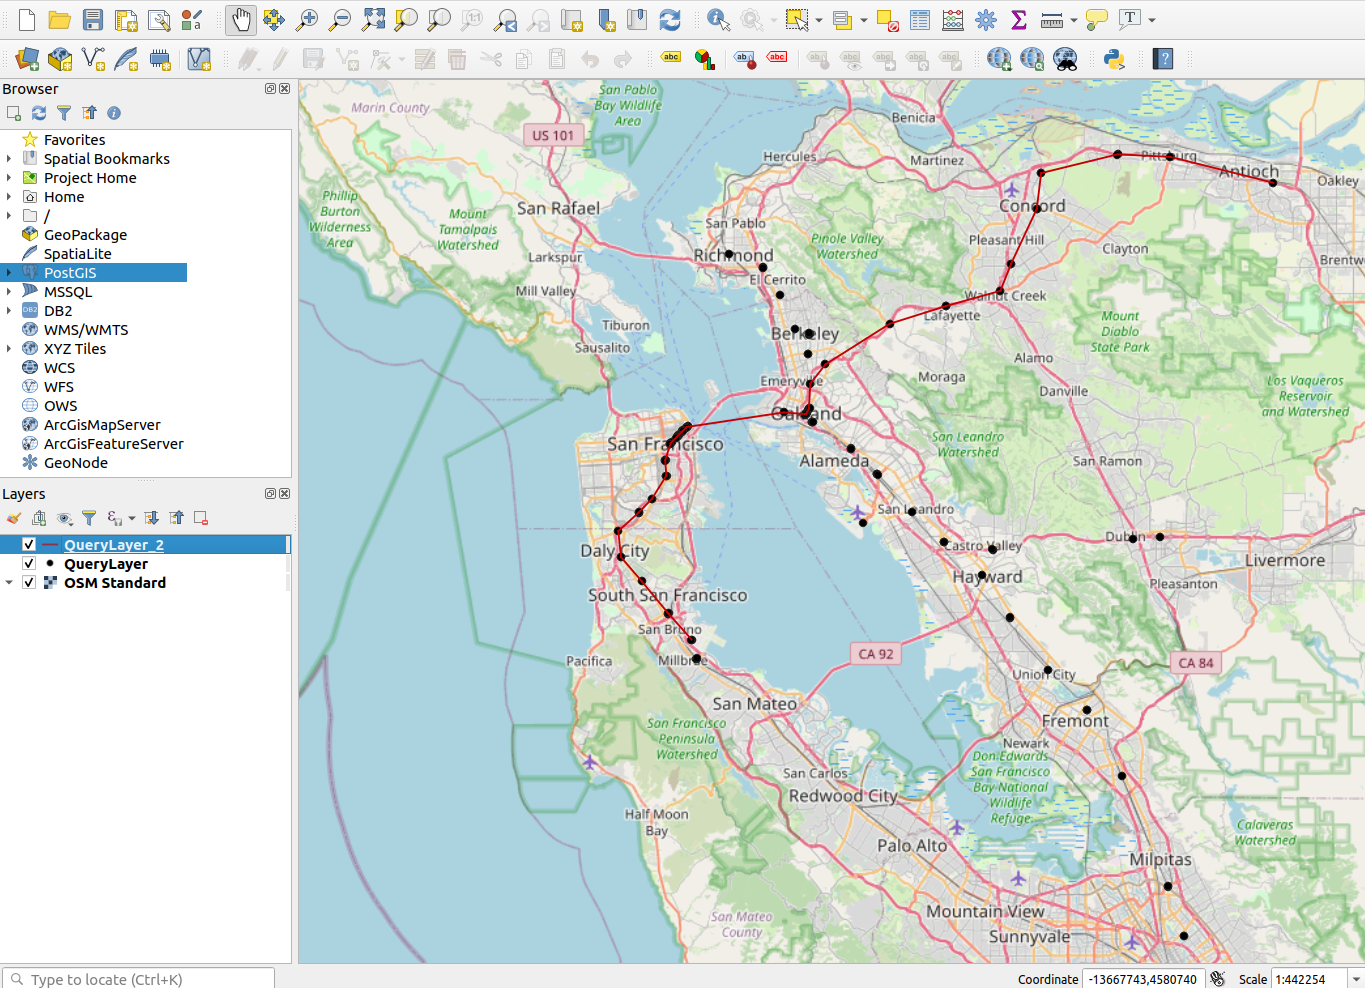 Browser
Favorites
Spatial Bookmarks
Project Home
Home
/
GeoPackage
SpatiaLite
PostGIS
MSSQL
DB2
WMS/WMTS
XYZ Tiles
WCS
WFS
OWS
ArcGisMapServer
ArcGisFeatureServer
GeoNode
Layers
QueryLayer_2
QueryLayer
OSM Standard
Marin County
San Pablo
Bay Wildlife
Area
US 101
Benicia
Hercules
Martinez
Pittsburg
Antioch
Oakley
Phillip
Burton
Wilderness
Area
Mount
Tamalpais
Watershed
San Rafael
San Pablo
Concord
Larkspur
Richmond
Pinole Valley
Watershed
Pleasant Hill
Clayton
Brentw
El Cerrito
Mill Valley
Walnut Creek
Tiburon
Berkeley
Lafayette
Mount
Diablo
State Park
Sausalito
Alamo
Emeryville
Moraga
Danville
Los Vaqueros
Reservoir
and Watershed
Oakland
San Francisco
San Leandro
Watershed
Alameda
San Ramon
San Leandro
Daly City
Castro Valley
Dublin
Livermore
Hayward
Pleasanton
South San Francisco
San Bruno
Pacifica
Millbrae
CA 92
CA 84
Union City
San Mateo
Fremont
San Francisco
Peninsula
Watershed
Newark
Don Edwards
San Francisco
Bay National
Wildlife
Refuge
San Carlos
Redwood City
Half Moon
Bay
Calaveras
Watershed
Palo Alto
Milpitas
San Mateo
County
Mountain View
Sunnyvale
Type to locate (Ctrl+K)
Coordinate -13667743,4580740 Scale 1:442254